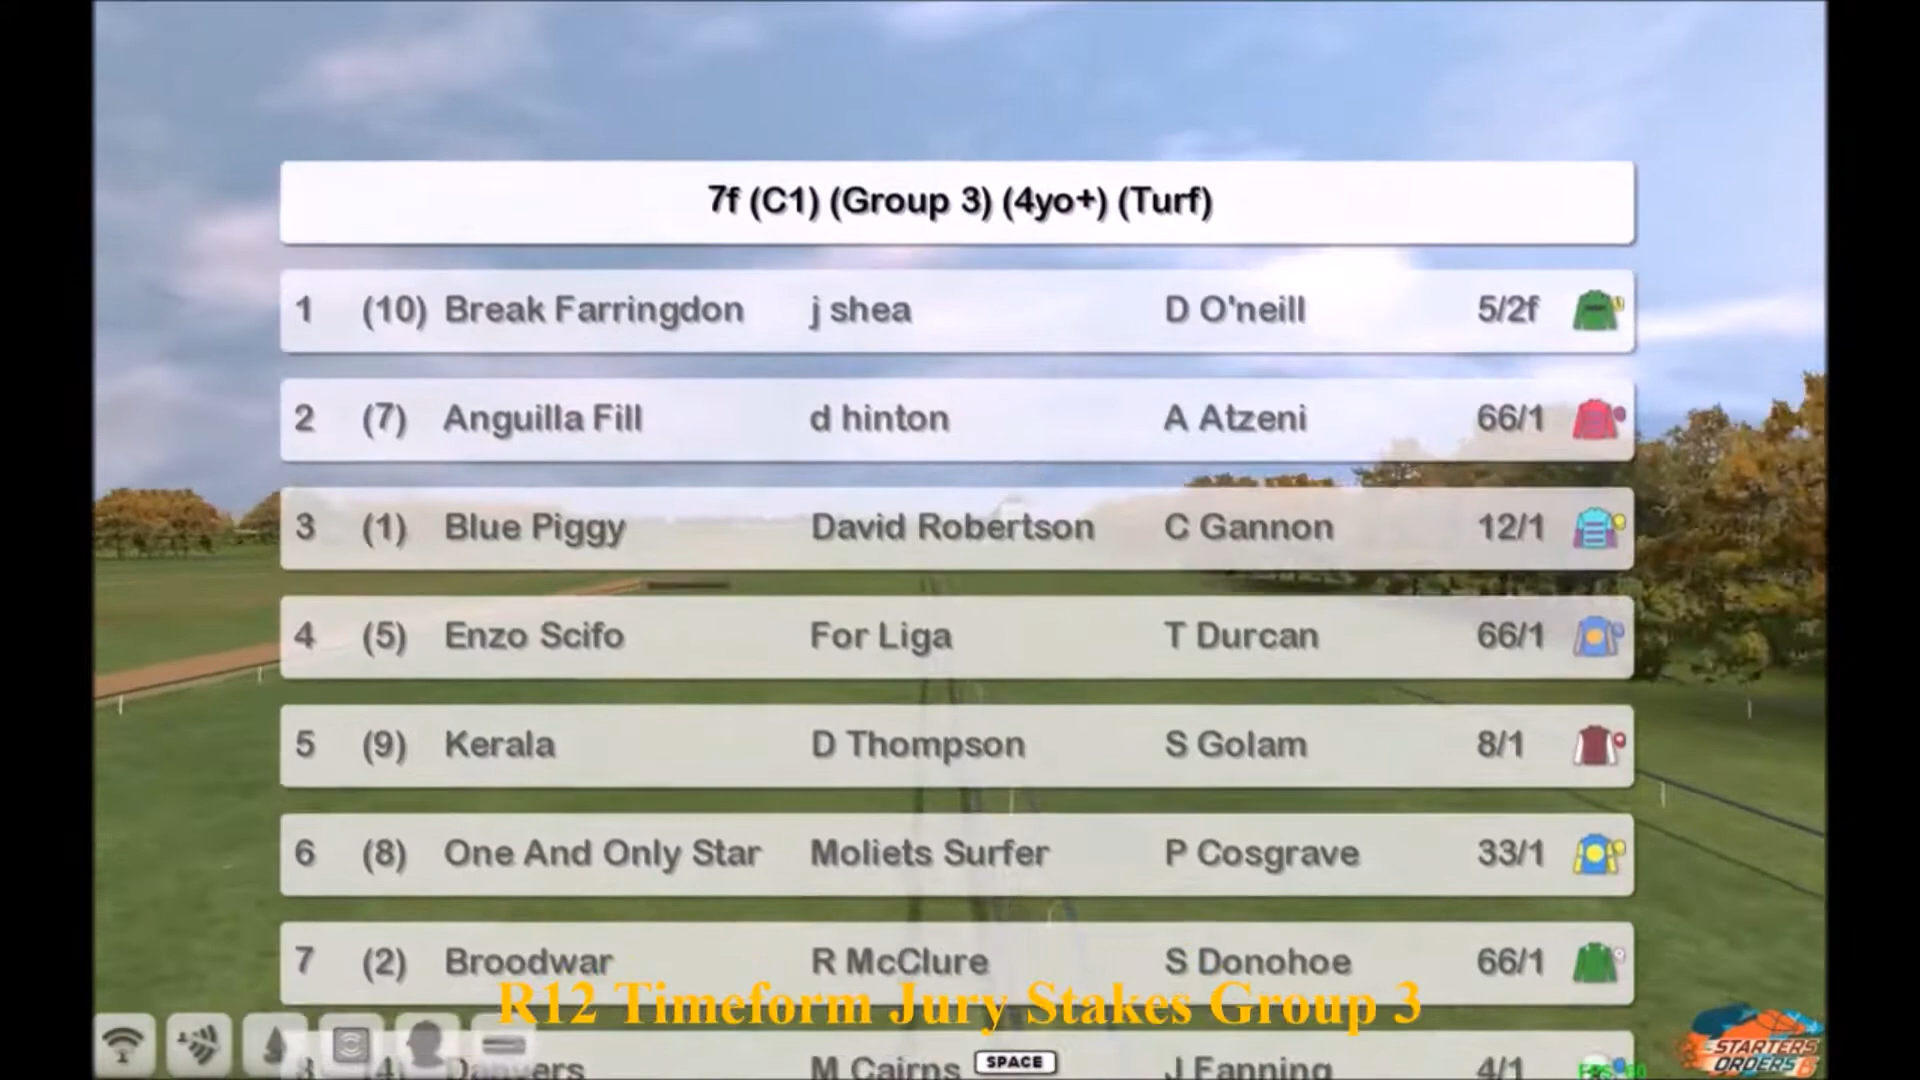 7f (C1) (Group 3) (4yo+) (Turf)
1 (10) Break Farringdon j shea D O'neill 5/2f
2 (7) Anguilla Fill d hinton A Atzeni 66/1
3 (1) Blue Piggy David Robertson C Gannon 12/1
4 (5) Enzo Scifo For Liga T Durcan 66/1
5 (9) Kerala D Thompson S Golam 8/1
6 (8) One And Only Star Moliets Surfer P Cosgrave 33/1
7 (2) Broodwar R McClure S Donohoe 66/1
R12 Timeform Jury Stakes Group 3
8 (4) Danvers M Cairns J Fanning 4/1
SPACE
STARTERS
ORDERS 6